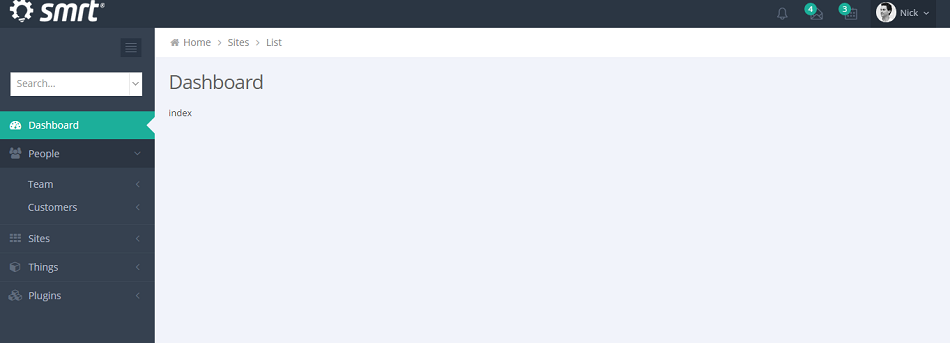 smrt®
4
3
Nick
Home > Sites > List
Search...
Dashboard
index
Dashboard
People
Team
Customers
Sites
Things
Plugins